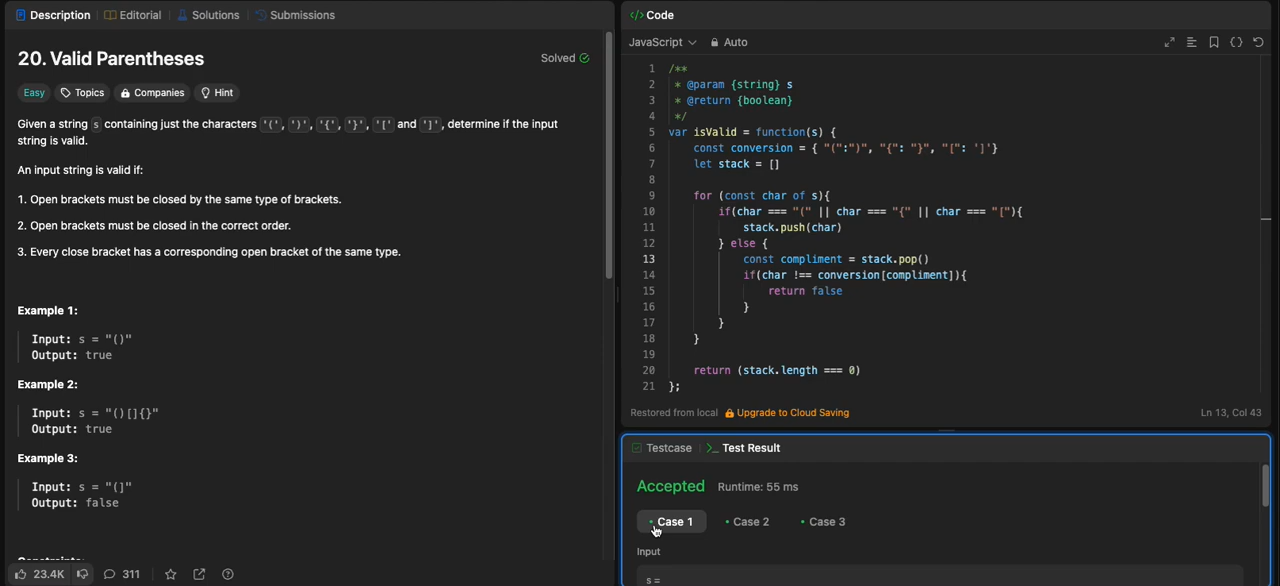 Description Editorial Solutions Submissions
20. Valid Parentheses
Solved
Easy Topics Companies Hint
Given a string s containing just the characters '(', ')', '{', '}', '[' and ']', determine if the input
string is valid.
An input string is valid if:
1. Open brackets must be closed by the same type of brackets.
2. Open brackets must be closed in the correct order.
3. Every close bracket has a corresponding open bracket of the same type.
Example 1:
Input: s = "()"
Output: true
Example 2:
Input: s = "()[]{}"
Output: true
Example 3:
Input: s = "(]"
Output: false
23.4K 311
</> Code
JavaScript Auto
1 /**
2 * @param {string} s
3 * @return {boolean}
4 */
5 var isValid = function(s) {
6 const conversion = { "(":")", "{": "}", "[": ']'}
7 let stack = []
8
9 for (const char of s){
10 if(char === "(" || char === "{" || char === "["){
11 stack.push(char)
12 } else {
13 const compliment = stack.pop()
14 if(char !== conversion[compliment]){
15 return false
16 }
17 }
18 }
19
20 return (stack.length === 0)
21 };
Restored from local Upgrade to Cloud Saving Ln 13, Col 43
Testcase >_ Test Result
Accepted Runtime: 55 ms
Case 1 Case 2 Case 3
Input
s =